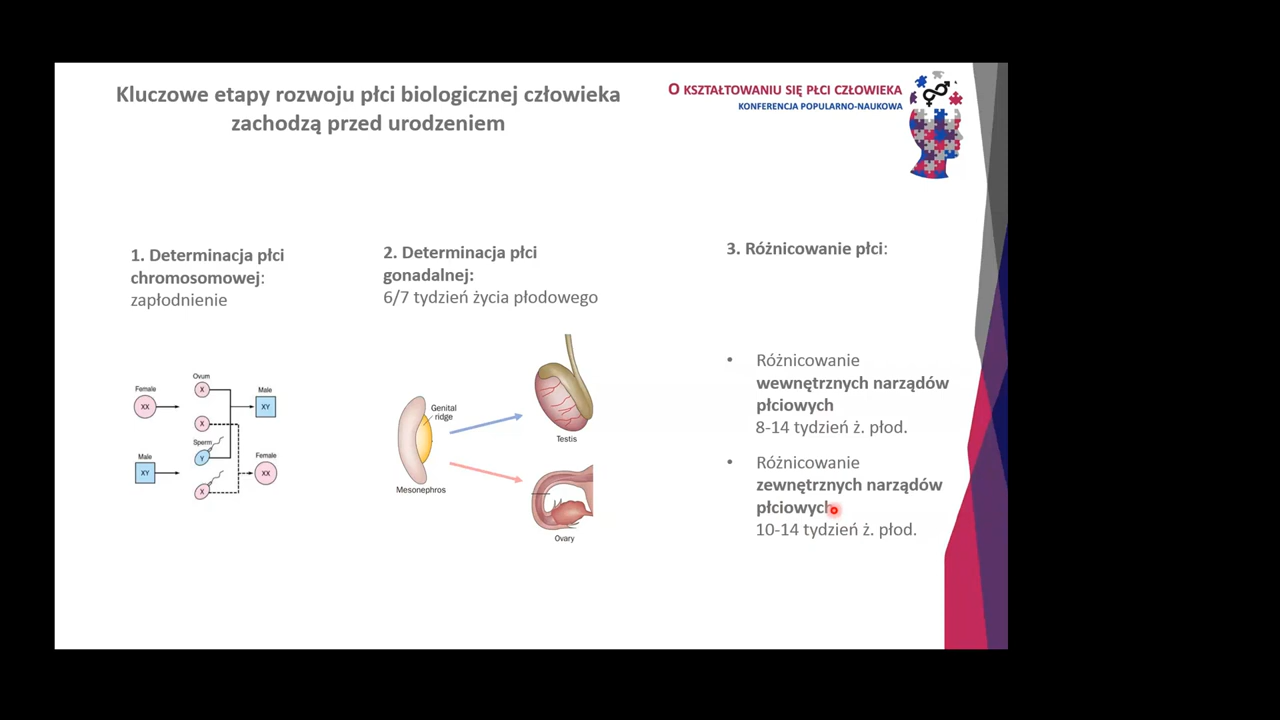 Kluczowe etapy rozwoju płci biologicznej człowieka
zachodzą przed urodzeniem
O KSZTAŁTOWANIU SIĘ PŁCI CZŁOWIEKA
KONFERENCJA POPULARNO-NAUKOWA
1. Determinacja płci
chromosomowej:
zapłodnienie
Female
XX
Male
XY
Ovum
X
X
Sperm
Y
X
Male
XY
Female
XX
2. Determinacja płci
gonadalnej:
6/7 tydzień życia płodowego
Genital
ridge
Mesonephros
Testis
Ovary
3. Różnicowanie płci:
• Różnicowanie
wewnętrznych narządów
płciowych
8-14 tydzień ż. płod.
• Różnicowanie
zewnętrznych narządów
płciowych
10-14 tydzień ż. płod.